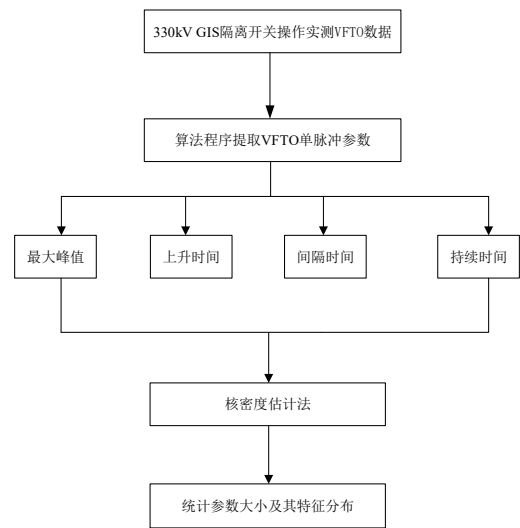 330kV GIS隔离开关操作实测VFTO数据
算法程序提取VFTO单脉冲参数
最大峰值
上升时间
间隔时间
持续时间
核密度估计法
统计参数大小及其特征分布